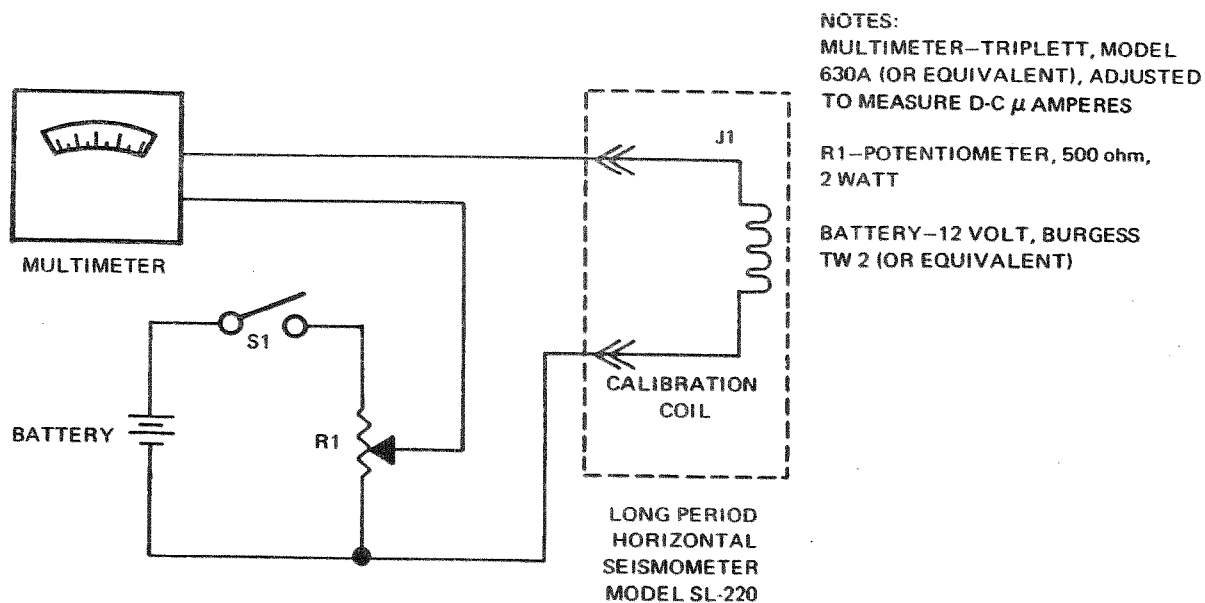 NOTES:
MULTIMETER–TRIPLETT, MODEL
630A (OR EQUIVALENT), ADJUSTED
TO MEASURE D-C μ AMPERES
R1–POTENTIOMETER, 500 ohm,
2 WATT
BATTERY–12 VOLT, BURGESS
TW 2 (OR EQUIVALENT)
J1
MULTIMETER
S1
CALIBRATION
COIL
BATTERY
R1
LONG PERIOD
HORIZONTAL
SEISMOMETER
MODEL SL-220